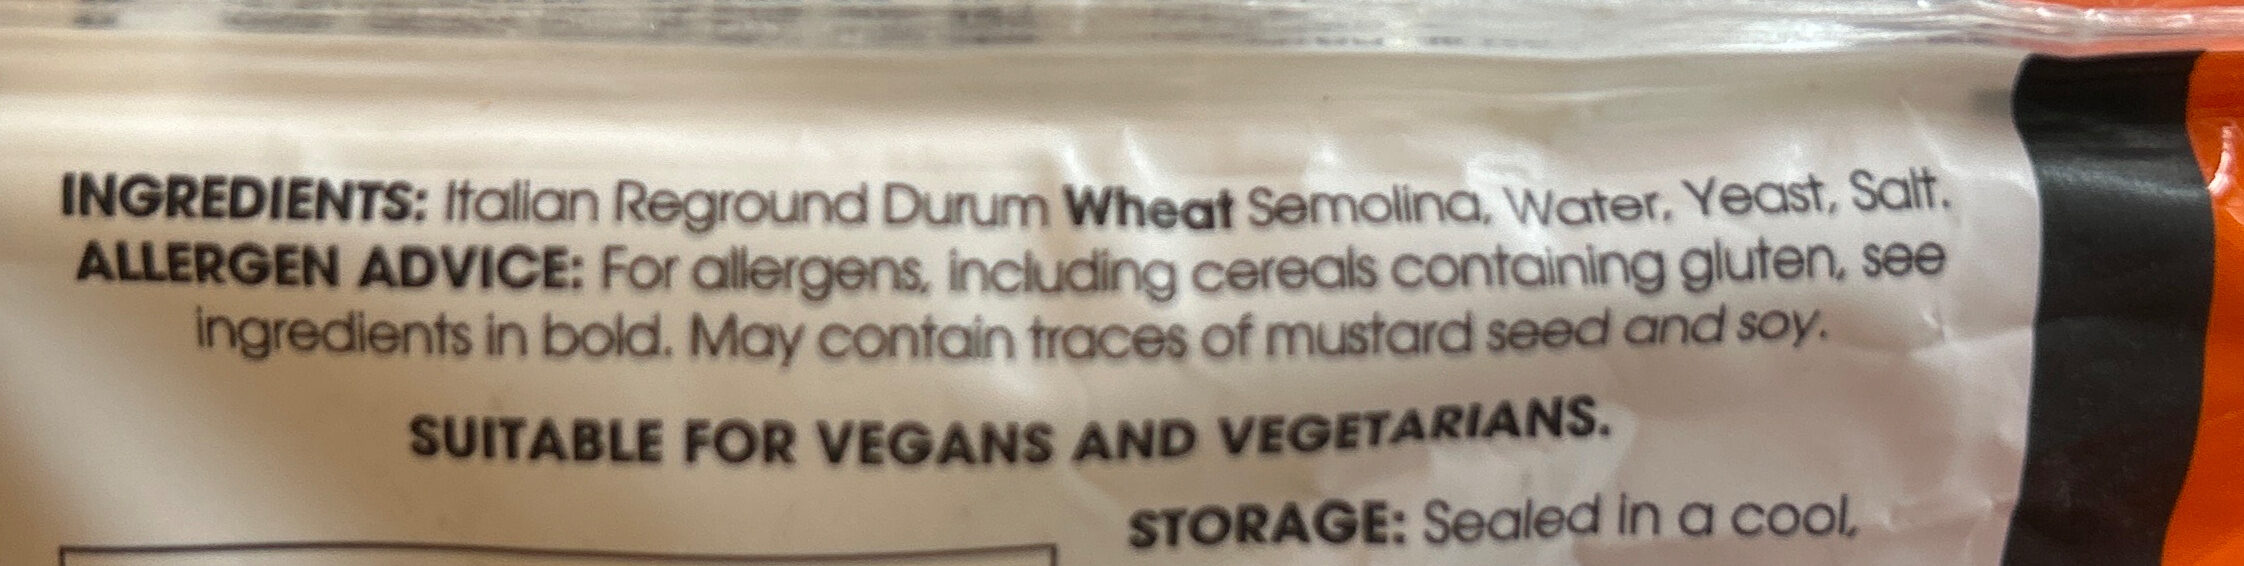 INGREDIENTS: Italian Reground Durum Wheat Semolina, Water, Yeast, Salt.
ALLERGEN ADVICE: For allergens, including cereals containing gluten, see
ingredients in bold. May contain traces of mustard seed and soy.
SUITABLE FOR VEGANS AND VEGETARIANS.
STORAGE: Sealed in a cool,